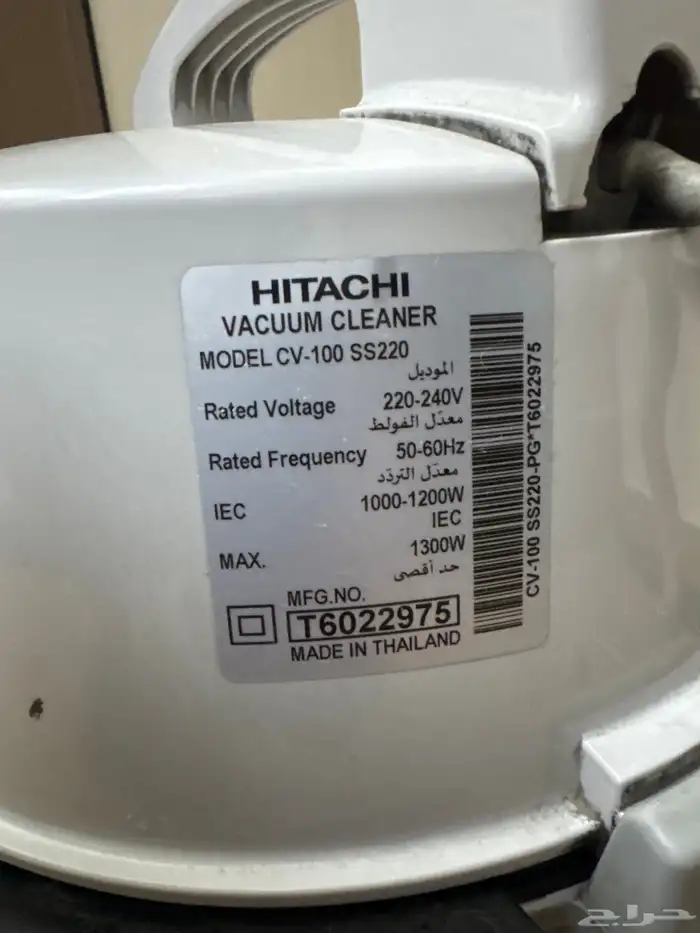 HITACHI
VACUUM CLEANER
MODEL CV-100 SS220
الموديل
Rated Voltage 220-240V
معدّل الفولط
Rated Frequency 50-60Hz
معدّل التردّد
IEC 1000-1200W
IEC
MAX. 1300W
حد أقصى
MFG.NO.
T6022975
MADE IN THAILAND
CV-100 SS220-PG*T6022975
حراج